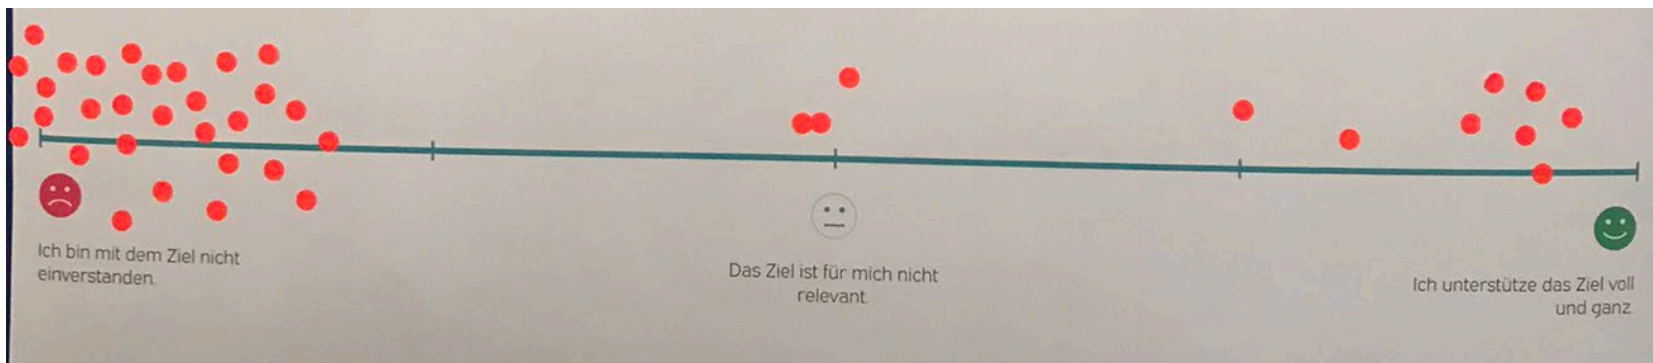 Ich bin mit dem Ziel nicht
einverstanden.
Das Ziel ist für mich nicht
relevant.
Ich unterstütze das Ziel voll
und ganz.